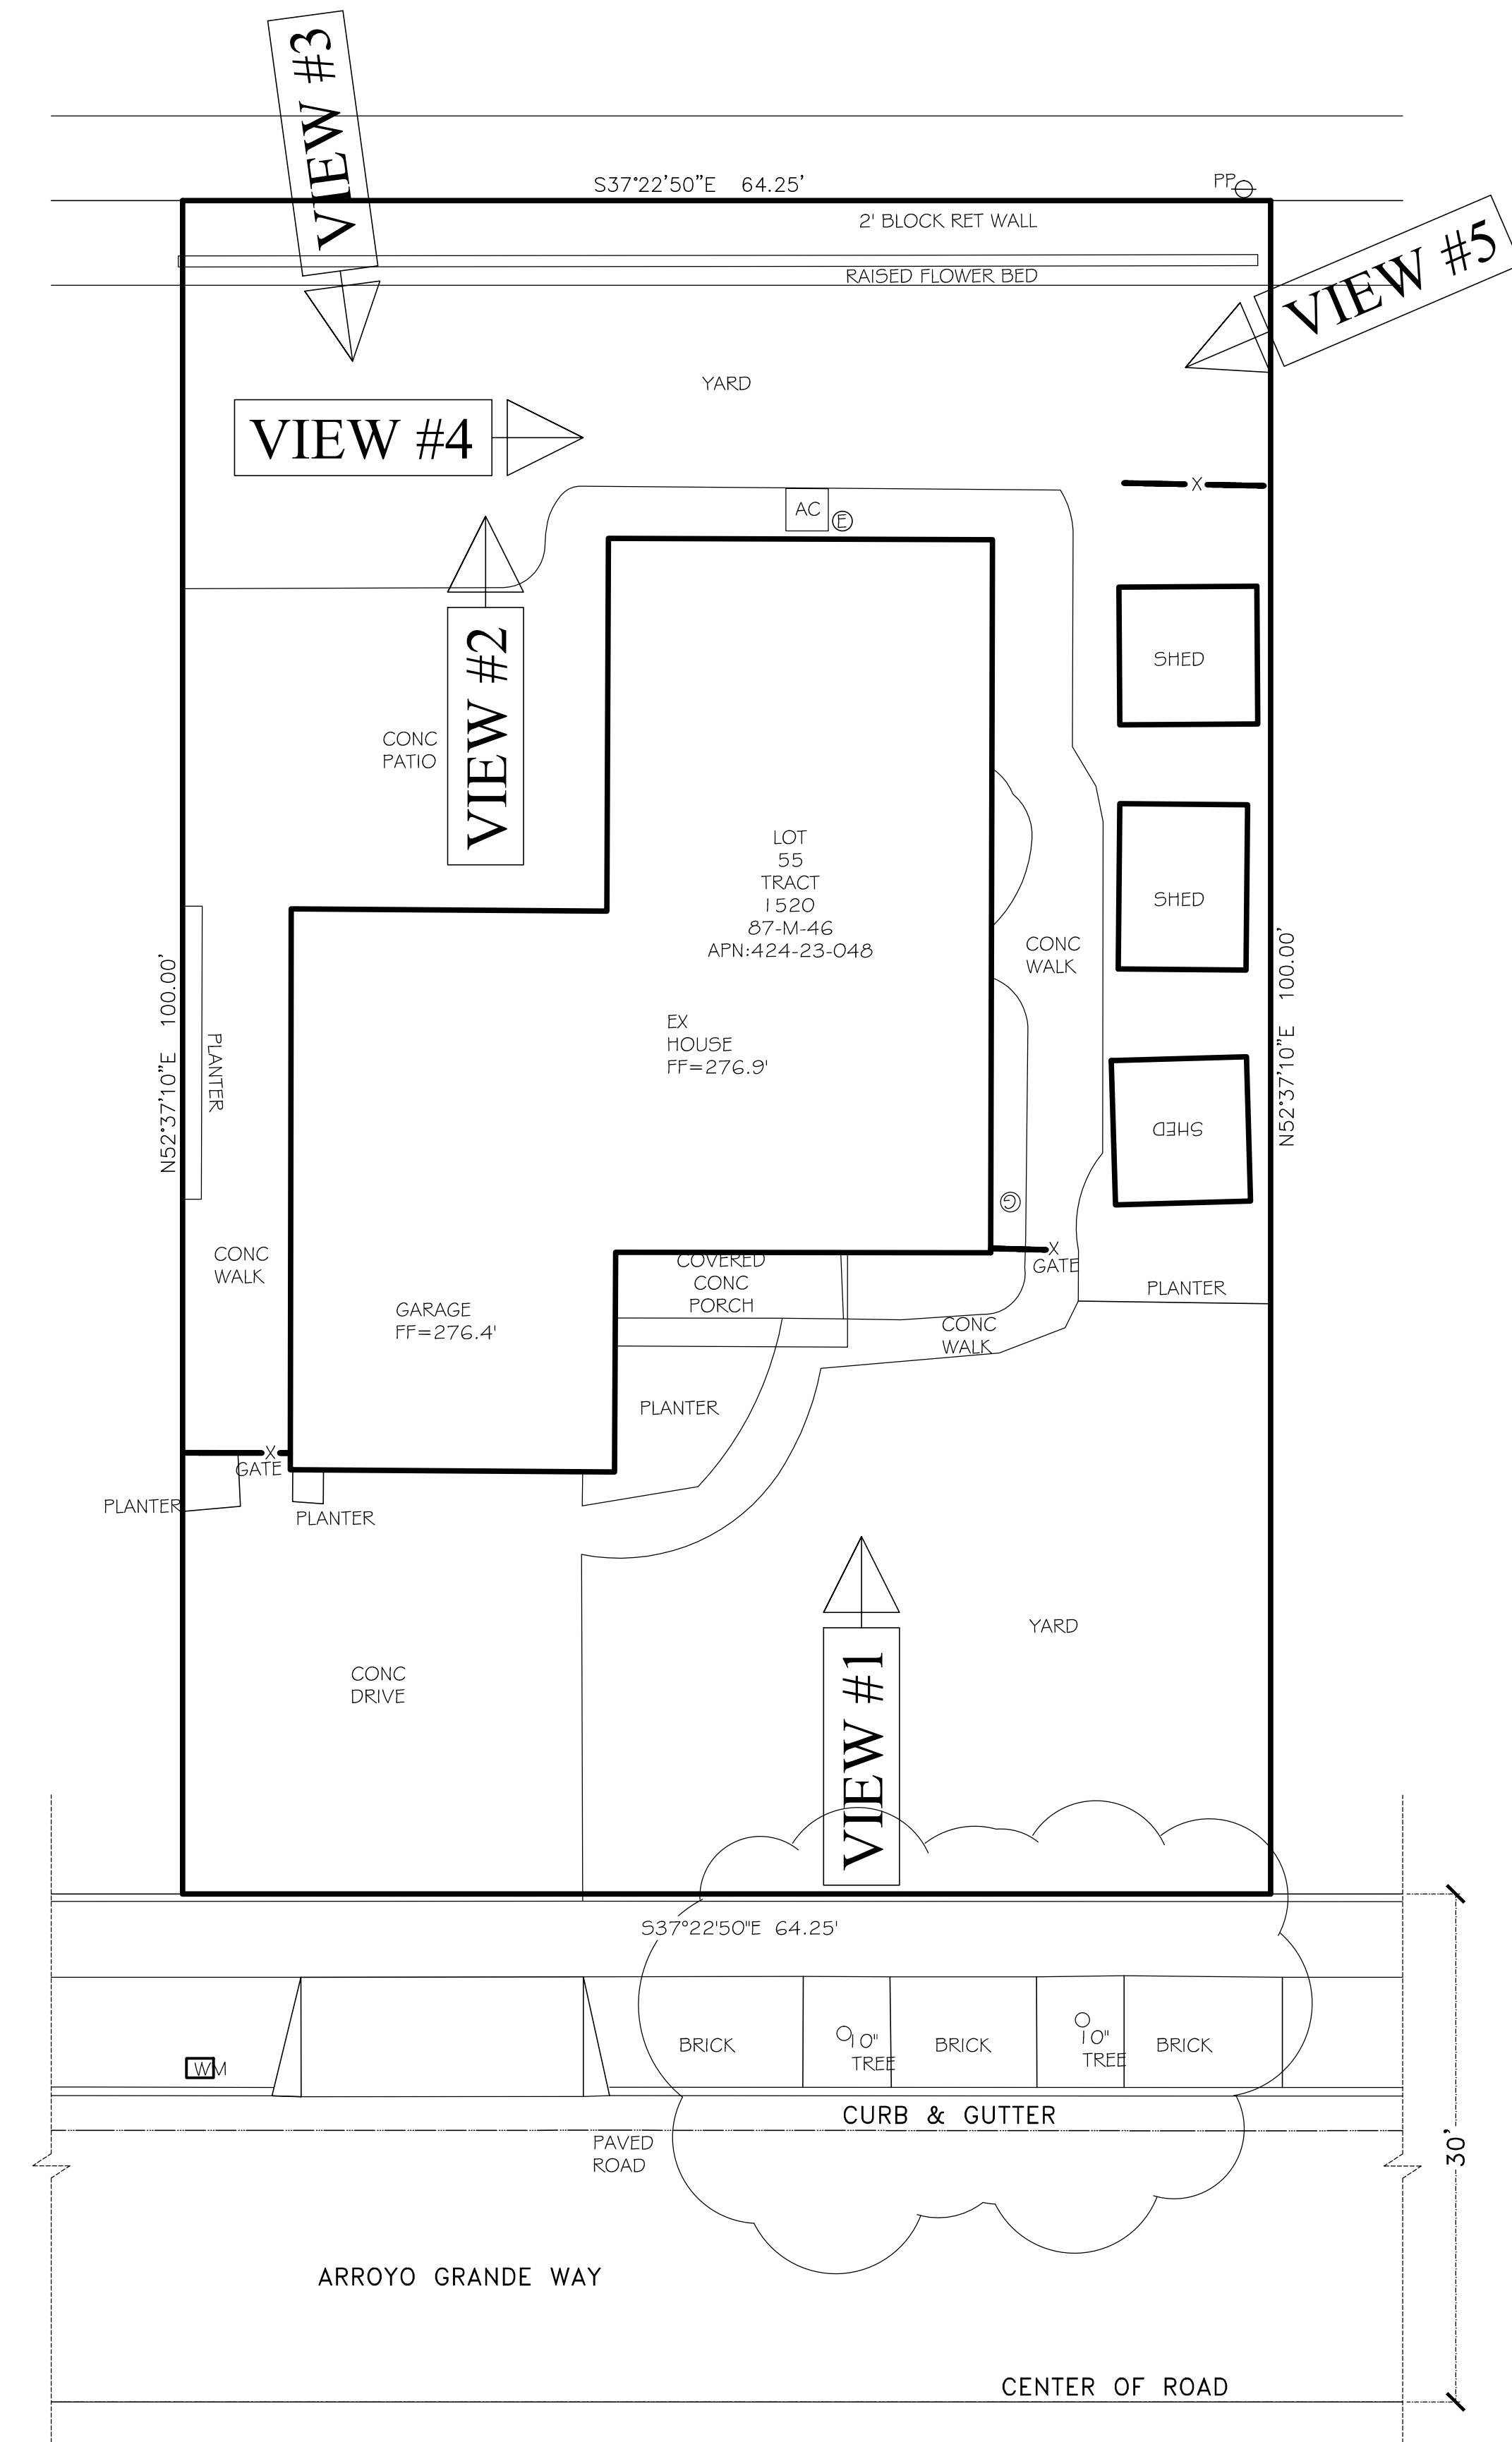 VIEW #3
S37°22'50"E 64.25'
PP
2' BLOCK RET WALL
RAISED FLOWER BED
VIEW #5
YARD
VIEW #4
X
AC
E
SHED
VIEW #2
CONC
PATIO
LOT
55
TRACT
1520
87-M-46
APN:424-23-048
SHED
CONC
WALK
N52°37'10"E 100.00'
N52°37'10"E 100.00'
PLANTER
EX
HOUSE
FF=276.9'
SHED
G
COVERED
CONC
PORCH
X
GATE
CONC
WALK
PLANTER
GARAGE
FF=276.4'
CONC
WALK
PLANTER
X
GATE
PLANTER
PLANTER
VIEW #1
YARD
CONC
DRIVE
S37°22'50"E 64.25'
BRICK
10"
TREE
BRICK
10"
TREE
BRICK
WM
CURB & GUTTER
PAVED
ROAD
30'
ARROYO GRANDE WAY
CENTER OF ROAD